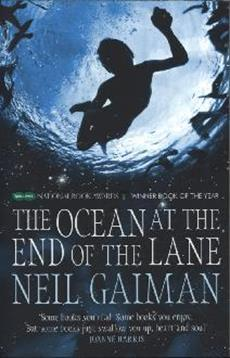 NATIONAL BOOK AWARDS
WINNER BOOK OF THE YEAR
THE OCEAN AT THE
END OF THE LANE
NEIL GAIMAN
'Some books you read. Some books you enjoy.
But some books just swallow you up, heart and soul'
JOANNE HARRIS